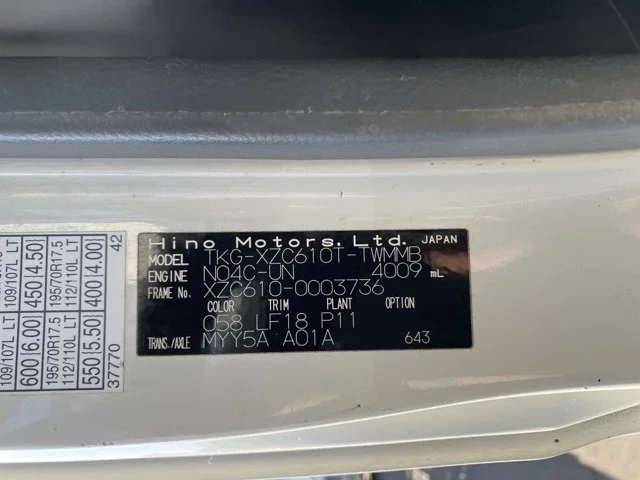 Hino Motors, Ltd. JAPAN
MODEL TKG-XZC610T-TWMMB
ENGINE N04C-UN 4009 mL
FRAME No. XZC610-0003736
COLOR TRIM PLANT OPTION
058 LF18 P11
TRANS./AXLE MYY5A A01A 643
109/107L LT
600 (6.00) 450 (4.50)
195/70R17.5 195/70R17.5
112/110L LT 112/110L LT
550 (5.50) 400 (4.00)
37770 42